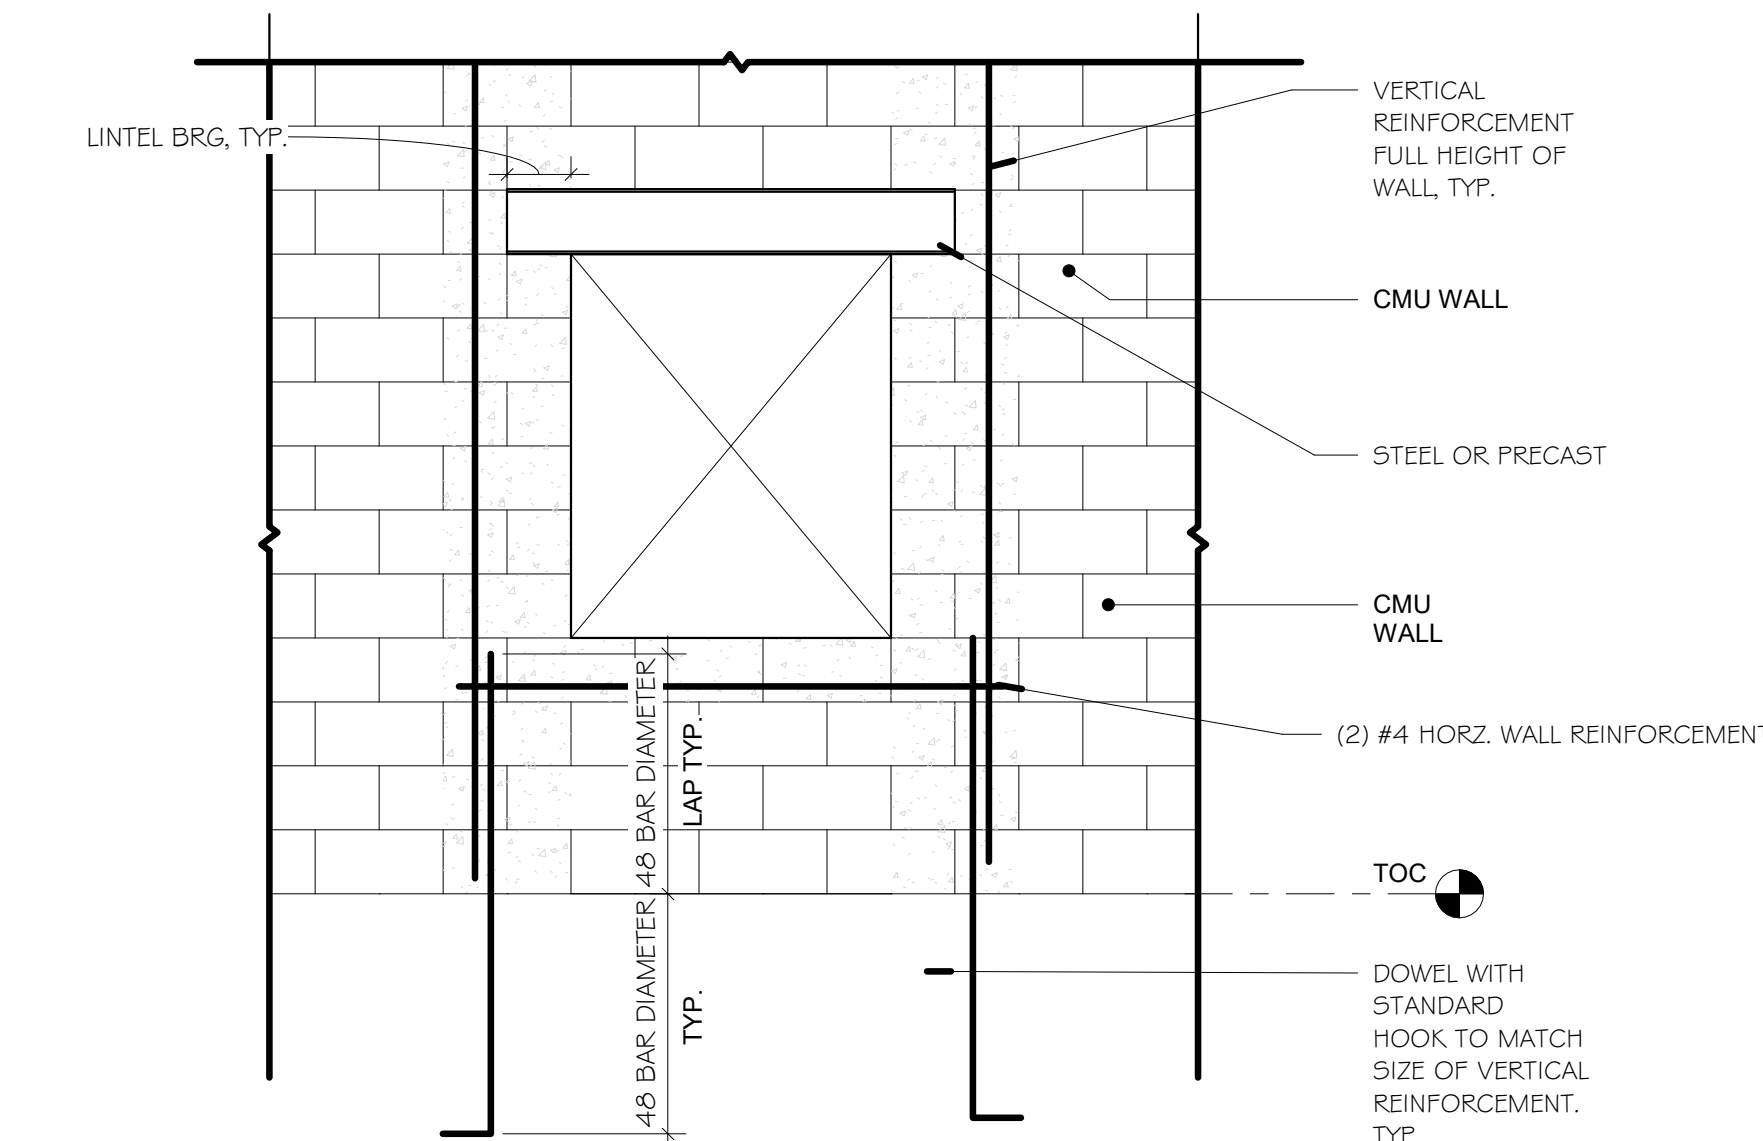 LINTEL BRG, TYP.
VERTICAL
REINFORCEMENT
FULL HEIGHT OF
WALL, TYP.
CMU WALL
STEEL OR PRECAST
CMU
WALL
(2) #4 HORZ. WALL REINFORCEMENT
48 BAR DIAMETER
LAP TYP.
TOC
48 BAR DIAMETER
TYP.
DOWEL WITH
STANDARD
HOOK TO MATCH
SIZE OF VERTICAL
REINFORCEMENT.
TYP